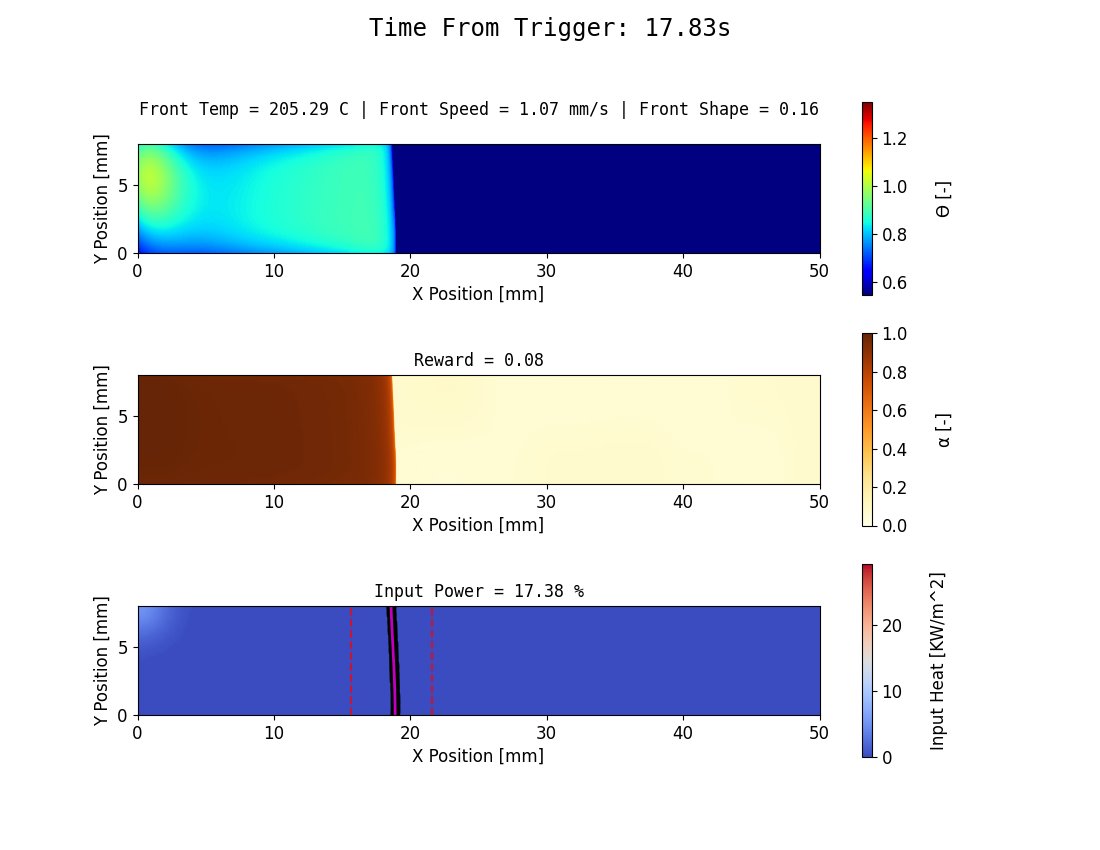 Time From Trigger: 17.83s
Front Temp = 205.29 C | Front Speed = 1.07 mm/s | Front Shape = 0.16
Y Position [mm]
5
0
0 10 20 30 40 50
X Position [mm]
1.2
1.0
0.8
0.6
Θ [-]
Reward = 0.08
Y Position [mm]
5
0
0 10 20 30 40 50
X Position [mm]
1.0
0.8
0.6
0.4
0.2
0.0
α [-]
Input Power = 17.38 %
Y Position [mm]
5
0
0 10 20 30 40 50
X Position [mm]
20
10
0
Input Heat [KW/m^2]